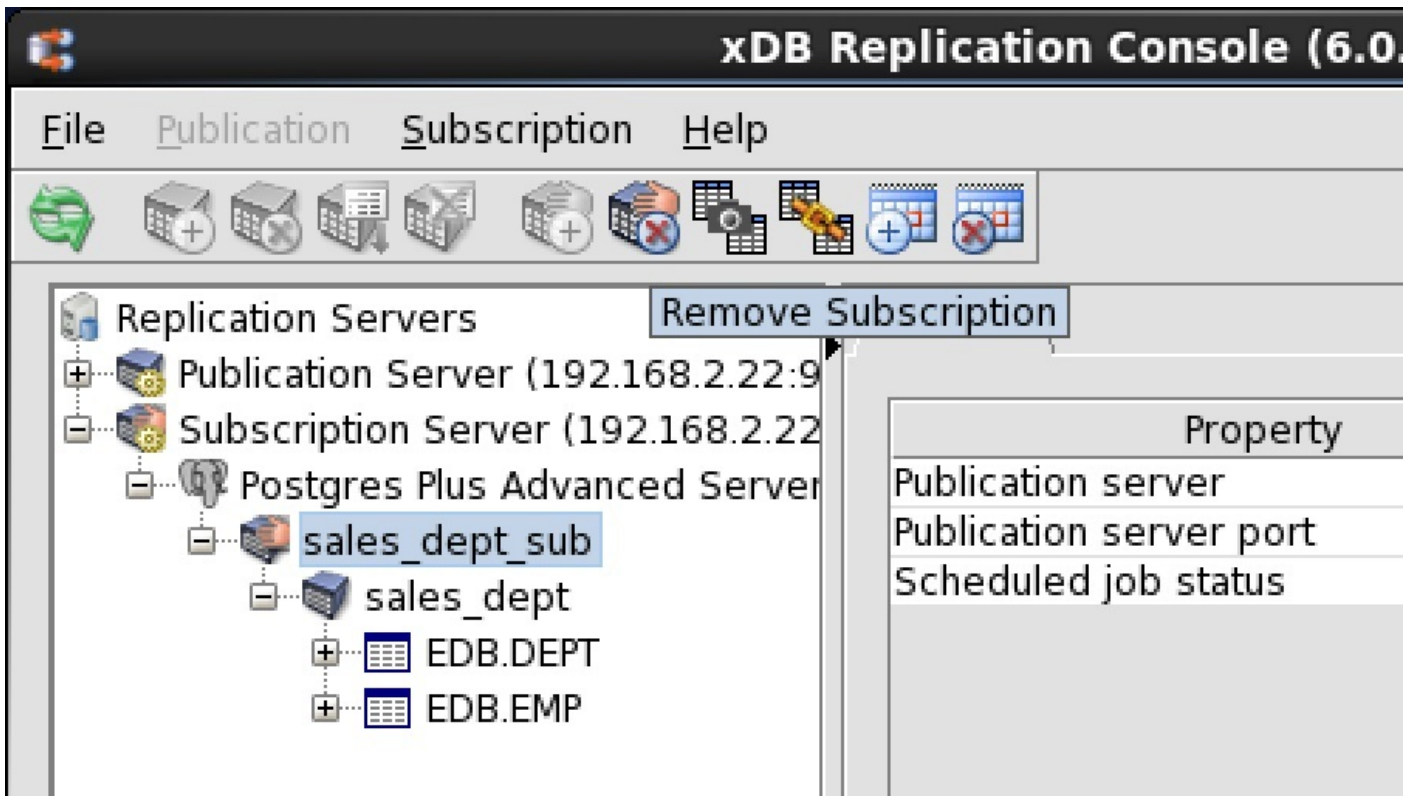 xDB Replication Console (6.0.
File Publication Subscription Help
Remove Subscription
Replication Servers
Publication Server (192.168.2.22:9
Subscription Server (192.168.2.22
Postgres Plus Advanced Server
sales_dept_sub
sales_dept
EDB.DEPT
EDB.EMP
Property
Publication server
Publication server port
Scheduled job status